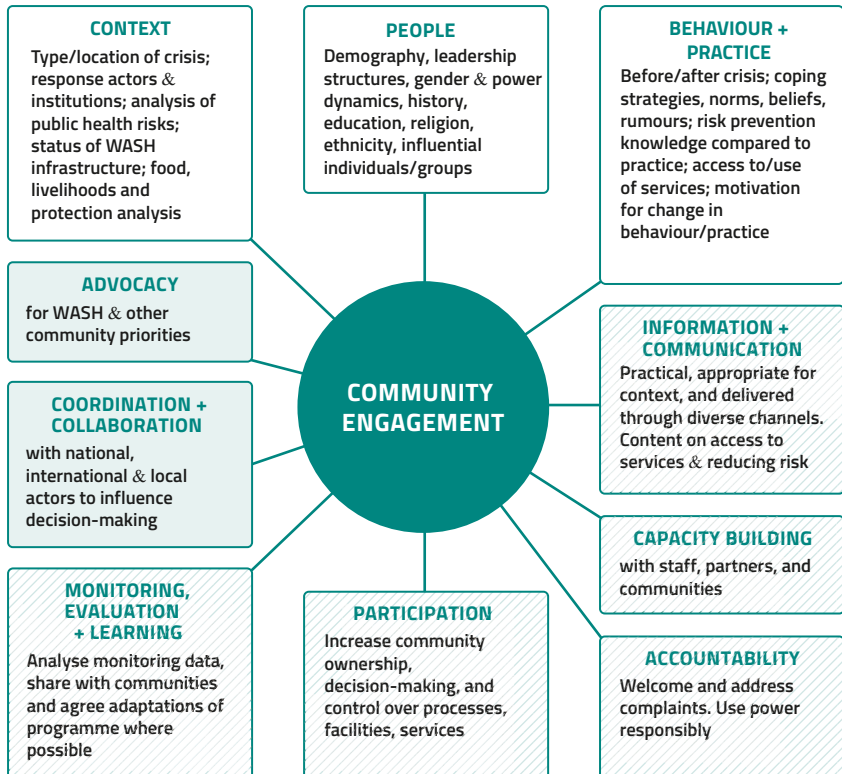 CONTEXT
Type/location of crisis;
response actors &
institutions; analysis of
public health risks;
status of WASH
infrastructure; food,
livelihoods and
protection analysis
PEOPLE
Demography, leadership
structures, gender & power
dynamics, history,
education, religion,
ethnicity, influential
individuals/groups
BEHAVIOUR +
PRACTICE
Before/after crisis; coping
strategies, norms, beliefs,
rumours; risk prevention
knowledge compared to
practice; access to/use
of services; motivation
for change in
behaviour/practice
ADVOCACY
for WASH & other
community priorities
COORDINATION +
COLLABORATION
with national,
international & local
actors to influence
decision-making
COMMUNITY
ENGAGEMENT
INFORMATION +
COMMUNICATION
Practical, appropriate for
context, and delivered
through diverse channels.
Content on access to
services & reducing risk
CAPACITY BUILDING
with staff, partners, and
communities
MONITORING,
EVALUATION
+ LEARNING
Analyse monitoring data,
share with communities
and agree adaptations of
programme where
possible
PARTICIPATION
Increase community
ownership,
decision-making, and
control over processes,
facilities, services
ACCOUNTABILITY
Welcome and address
complaints. Use power
responsibly